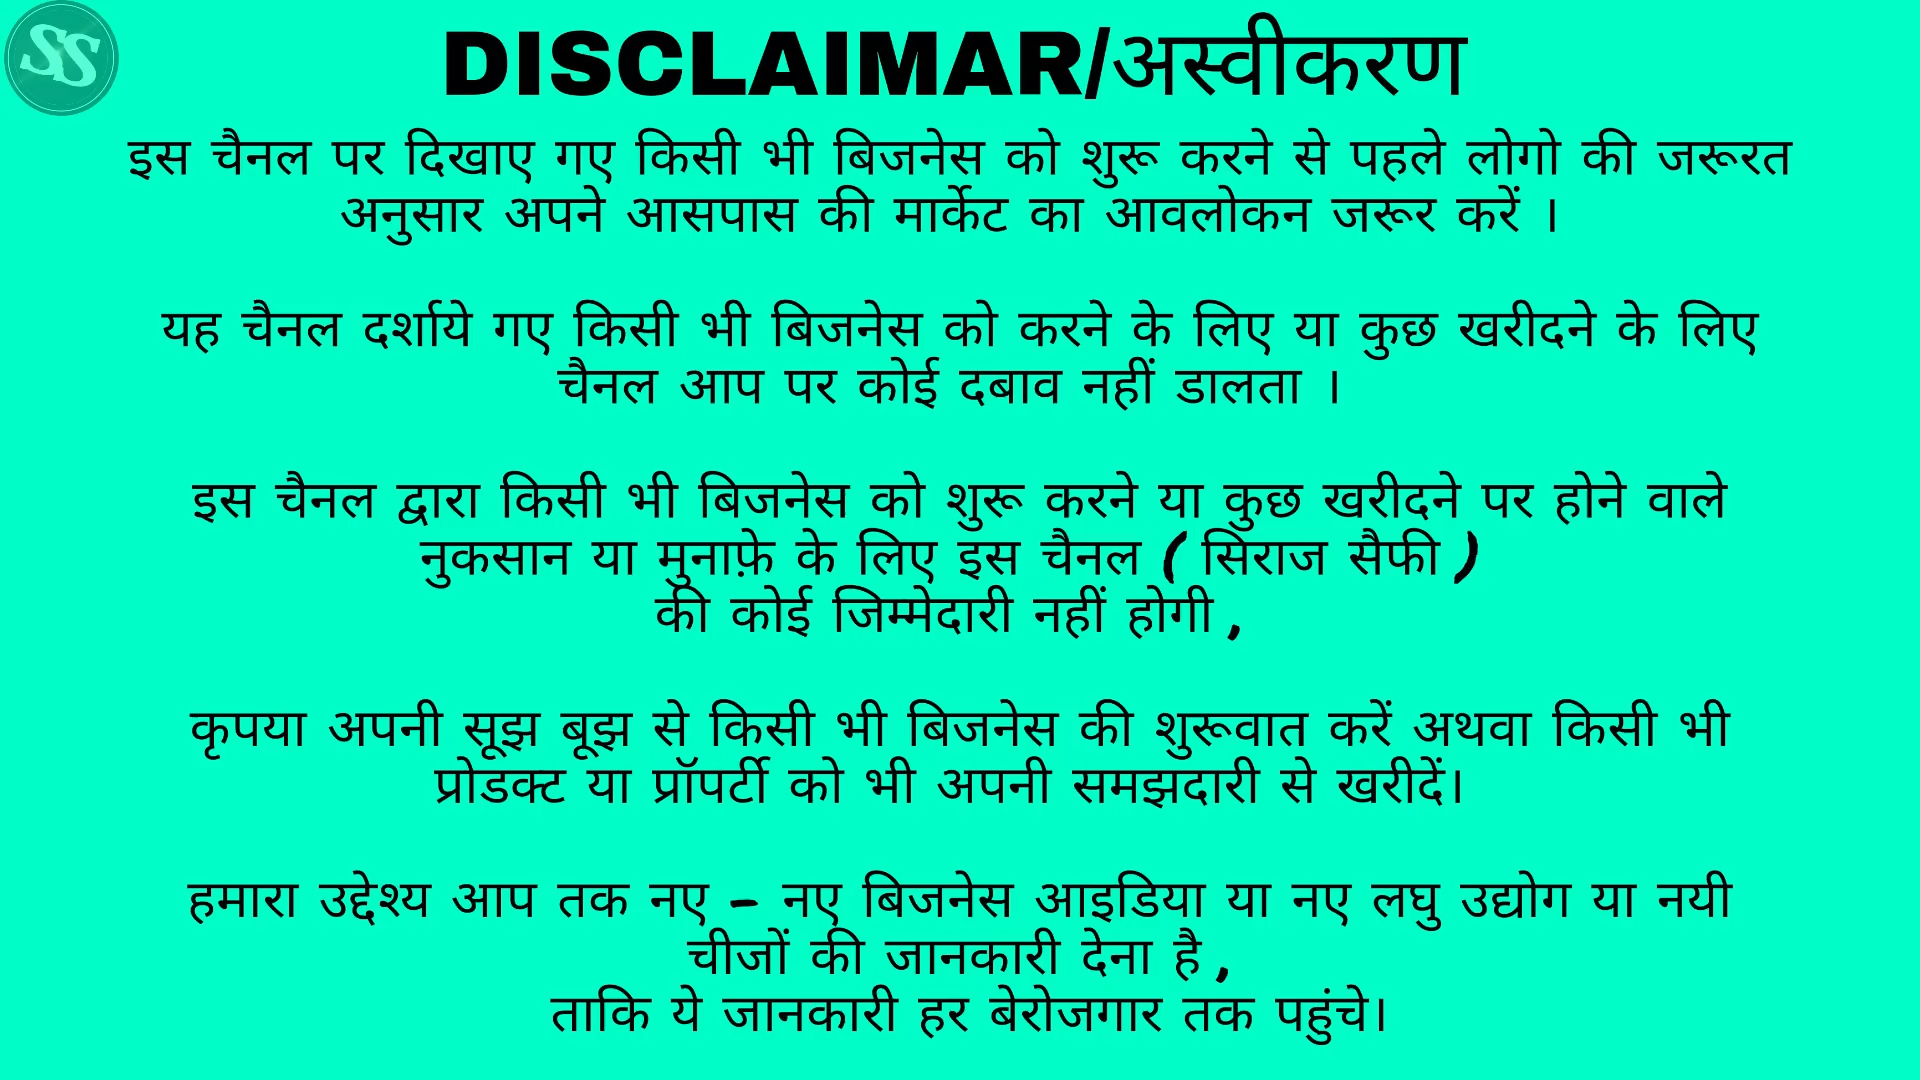 SS
DISCLAIMAR/अस्वीकरण
इस चैनल पर दिखाए गए किसी भी बिजनेस को शुरू करने से पहले लोगो की जरूरत
अनुसार अपने आसपास की मार्केट का आवलोकन जरूर करें ।
यह चैनल दर्शाये गए किसी भी बिजनेस को करने के लिए या कुछ खरीदने के लिए
चैनल आप पर कोई दबाव नहीं डालता ।
इस चैनल द्वारा किसी भी बिजनेस को शुरू करने या कुछ खरीदने पर होने वाले
नुकसान या मुनाफ़े के लिए इस चैनल ( सिराज सैफी )
की कोई जिम्मेदारी नहीं होगी ,
कृपया अपनी सूझ बूझ से किसी भी बिजनेस की शुरूवात करें अथवा किसी भी
प्रोडक्ट या प्रॉपर्टी को भी अपनी समझदारी से खरीदें।
हमारा उद्देश्य आप तक नए - नए बिजनेस आइडिया या नए लघु उद्योग या नयी
चीजों की जानकारी देना है ,
ताकि ये जानकारी हर बेरोजगार तक पहुंचे।